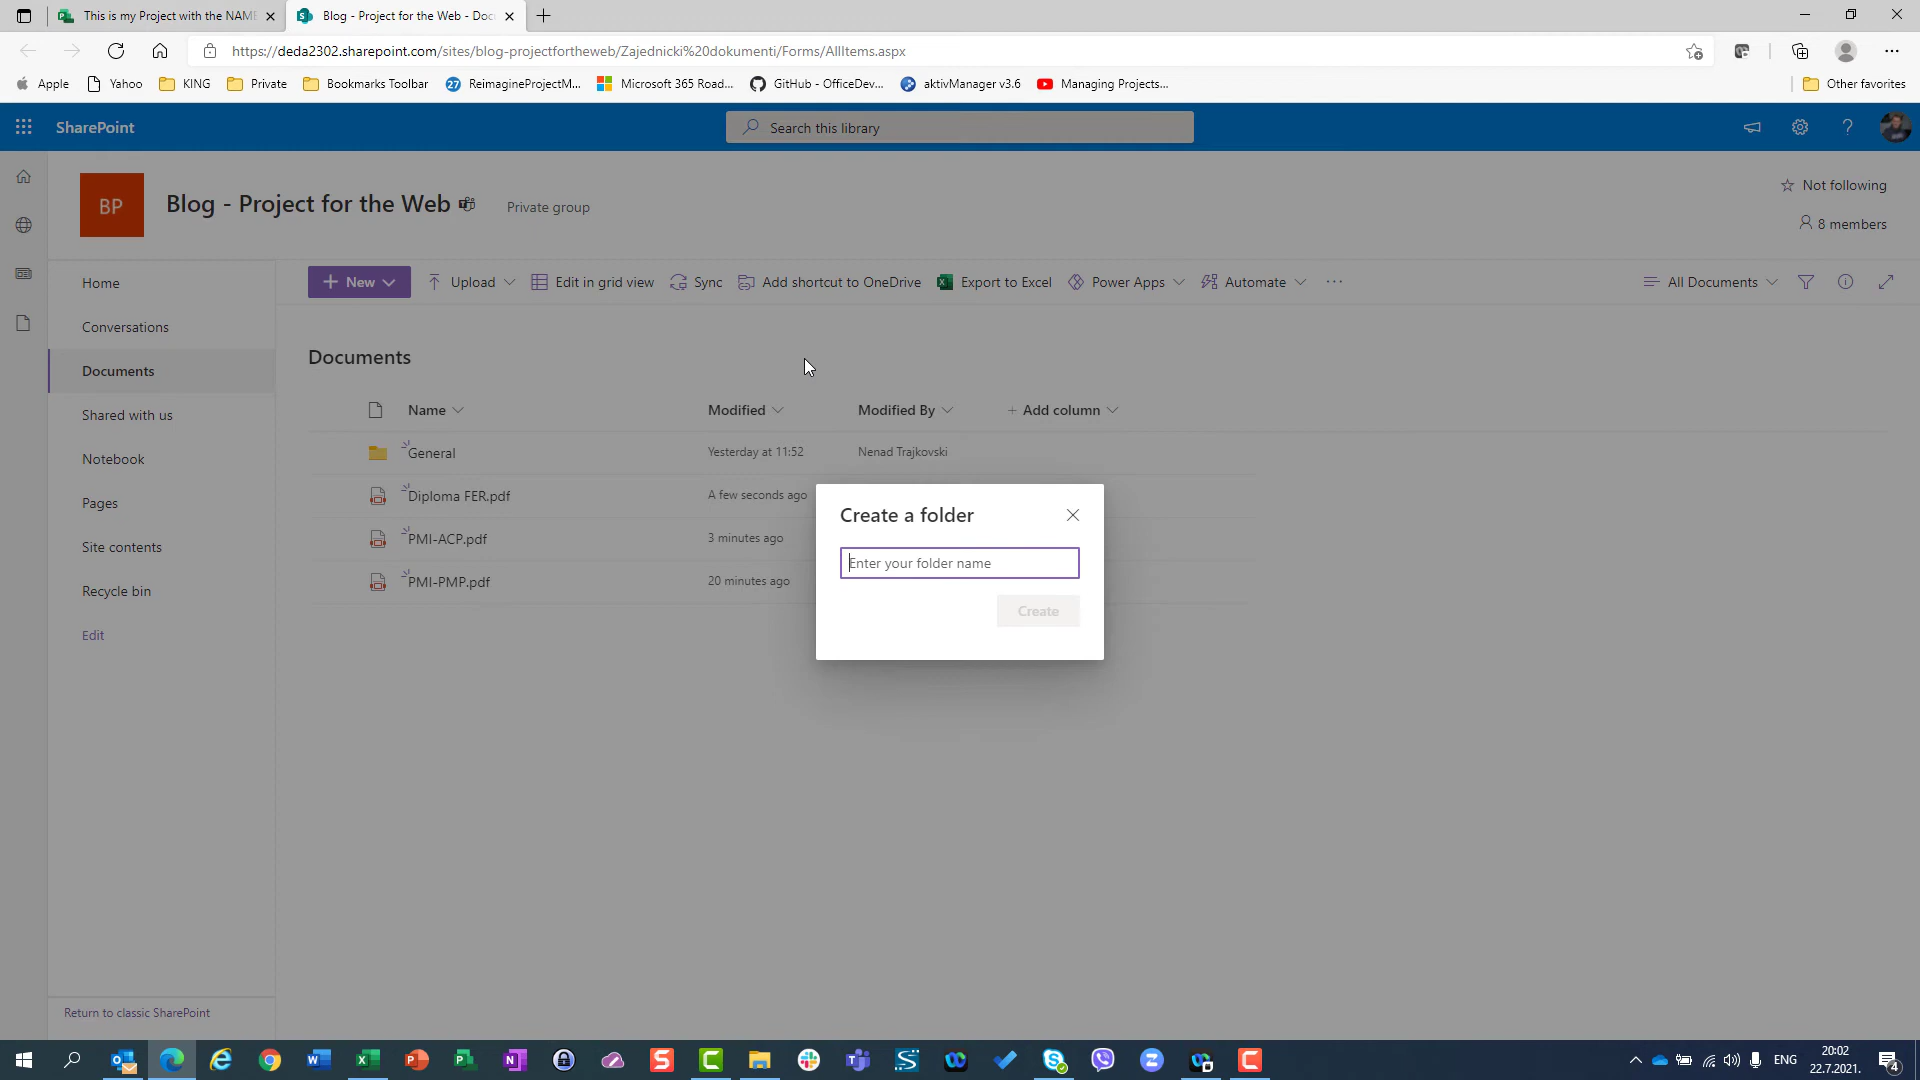 This is my Project with the NAME
Blog - Project for the Web - Doc
https://deda2302.sharepoint.com/sites/blog-projectfortheweb/Zajednicki%20dokumenti/Forms/AllItems.aspx
Apple
Yahoo
KING
Private
Bookmarks Toolbar
27
ReimagineProjectM...
Microsoft 365 Road...
GitHub - OfficeDev...
aktivManager v3.6
Managing Projects...
Other favorites
SharePoint
Search this library
BP
Blog - Project for the Web
Private group
Not following
8 members
Home
Conversations
Documents
Shared with us
Notebook
Pages
Site contents
Recycle bin
Edit
Return to classic SharePoint
New
Upload
Edit in grid view
Sync
Add shortcut to OneDrive
Export to Excel
Power Apps
Automate
All Documents
Documents
Name
Modified
Modified By
Add column
General
Yesterday at 11:52
Nenad Trajkovski
Diploma FER.pdf
A few seconds ago
PMI-ACP.pdf
3 minutes ago
PMI-PMP.pdf
20 minutes ago
Create a folder
Enter your folder name
Create
ENG
20:02
22.7.2021.
4